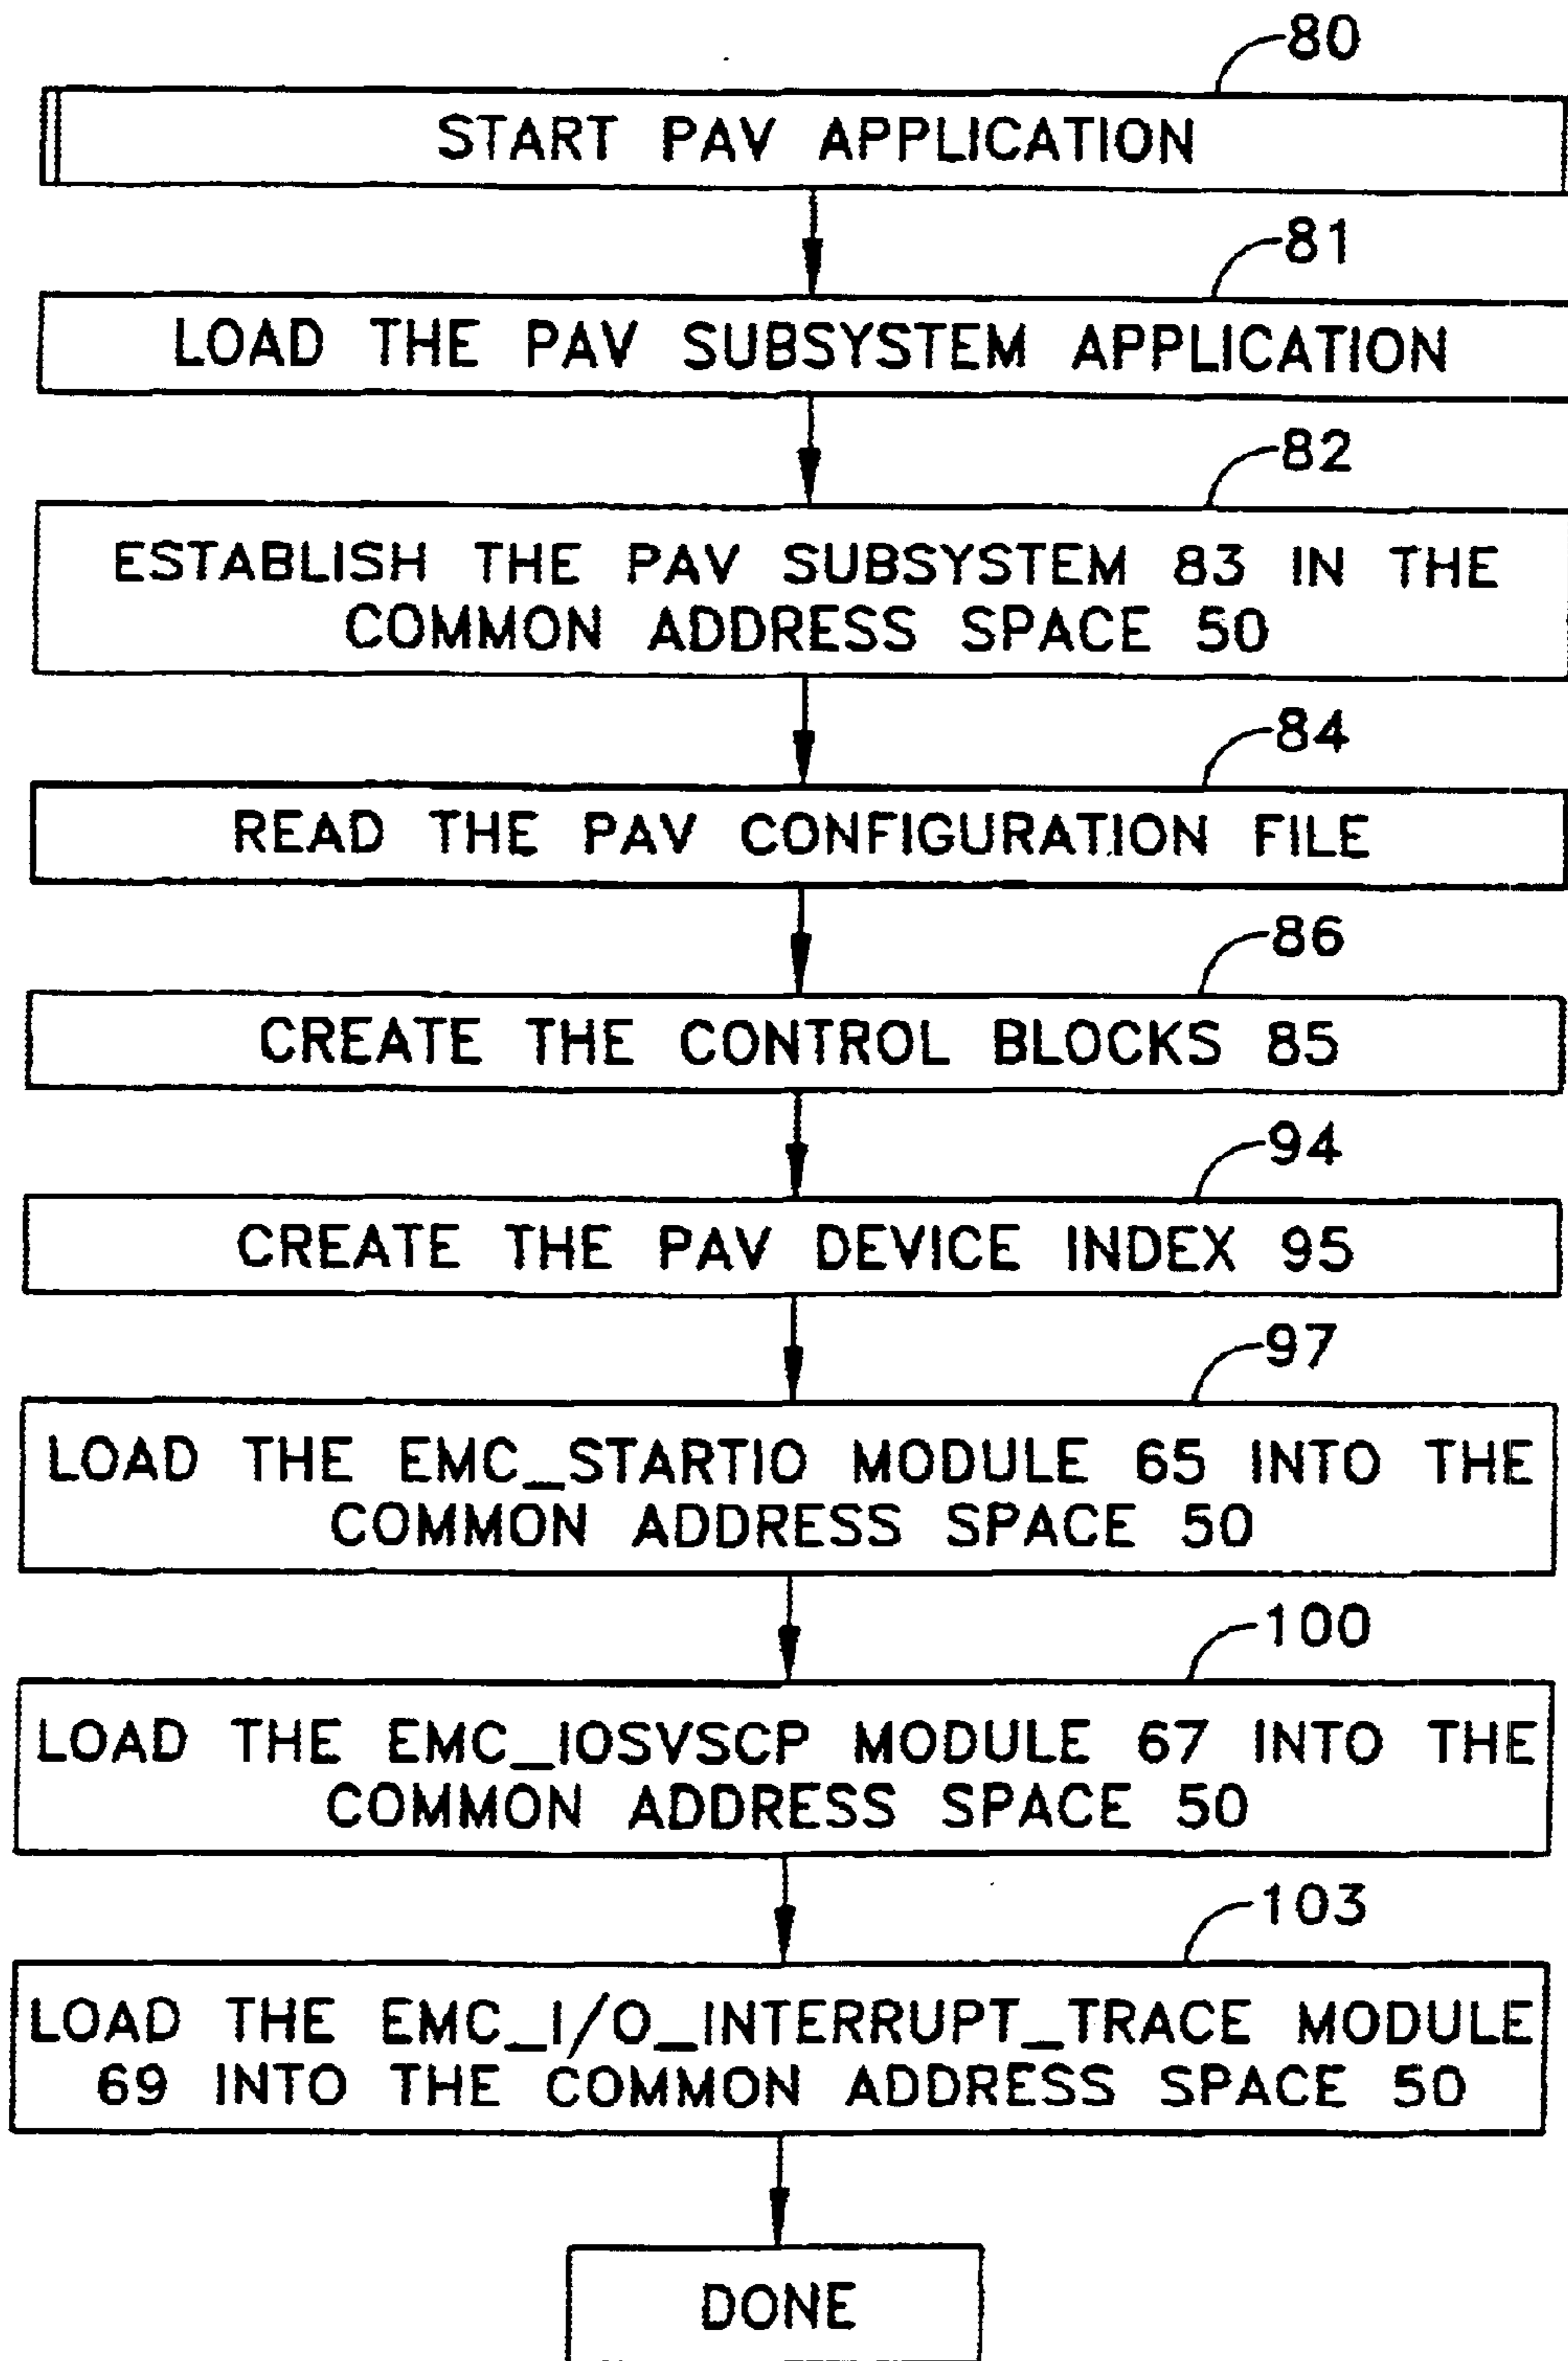 80
START PAV APPLICATION
81
LOAD THE PAV SUBSYSTEM APPLICATION
82
ESTABLISH THE PAV SUBSYSTEM 83 IN THE
COMMON ADDRESS SPACE 50
84
READ THE PAV CONFIGURATION FILE
86
CREATE THE CONTROL BLOCKS 85
94
CREATE THE PAV DEVICE INDEX 95
97
LOAD THE EMC_STARTIO MODULE 65 INTO THE
COMMON ADDRESS SPACE 50
100
LOAD THE EMC_IOSVSCP MODULE 67 INTO THE
COMMON ADDRESS SPACE 50
103
LOAD THE EMC_I/O_INTERRUPT_TRACE MODULE
69 INTO THE COMMON ADDRESS SPACE 50
DONE